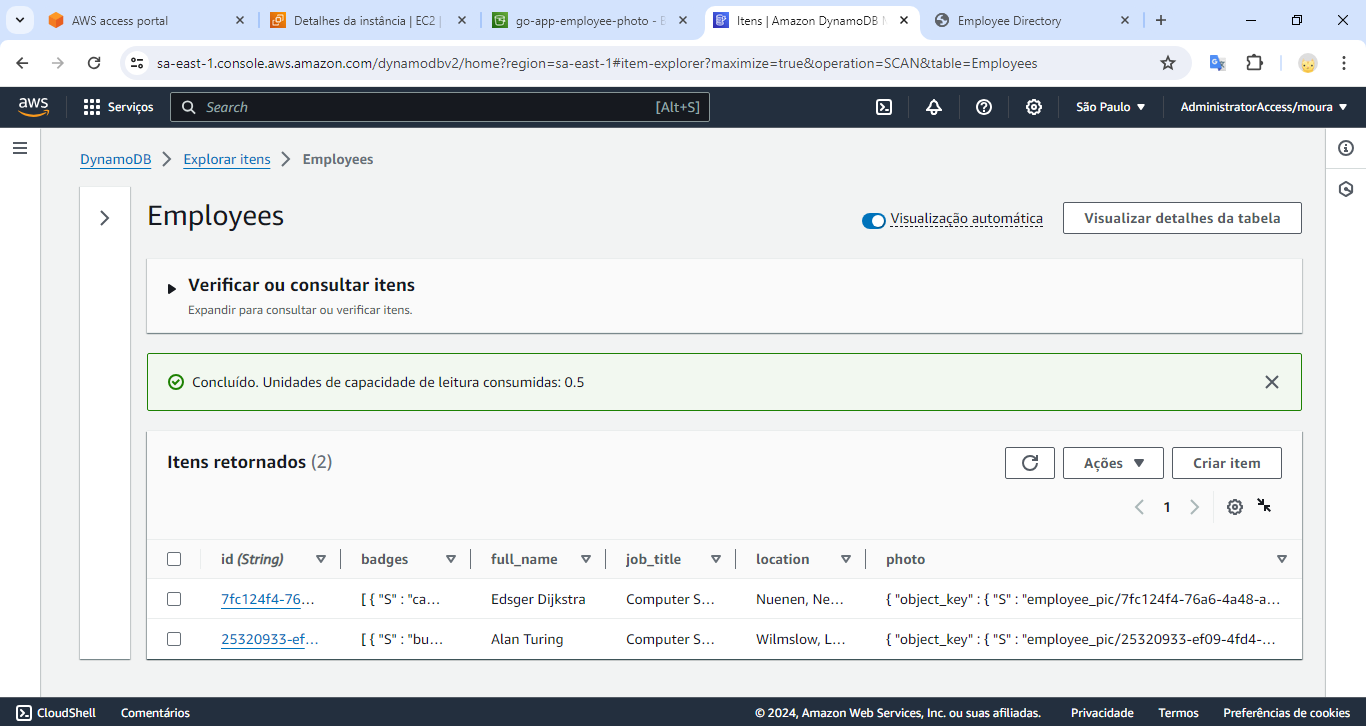 AWS access portal
Detalhes da instância | EC2 |
go-app-employee-photo - 
Itens | Amazon DynamoDB
Employee Directory
sa-east-1.console.aws.amazon.com/dynamodbv2/home?region=sa-east-1#item-explorer?maximize=true&operation=SCAN&table=Employees
aws
Serviços
Search
[Alt+S]
São Paulo
AdministratorAccess/moura
DynamoDB
Explorar itens
Employees
Employees
Visualização automática
Visualizar detalhes da tabela
Verificar ou consultar itens
Expandir para consultar ou verificar itens.
Concluído. Unidades de capacidade de leitura consumidas: 0.5
Itens retornados (2)
Ações
Criar item
1
id (String) badges full_name job_title location photo
7fc124f4-76... [ { "S" : "ca... Edsger Dijkstra Computer S... Nuenen, Ne... { "object_key" : { "S" : "employee_pic/7fc124f4-76a6-4a48-a...
25320933-ef... [ { "S" : "bu... Alan Turing Computer S... Wilmslow, L... { "object_key" : { "S" : "employee_pic/25320933-ef09-4fd4-...
CloudShell
Comentários
© 2024, Amazon Web Services, Inc. ou suas afiliadas.
Privacidade
Termos
Preferências de cookies